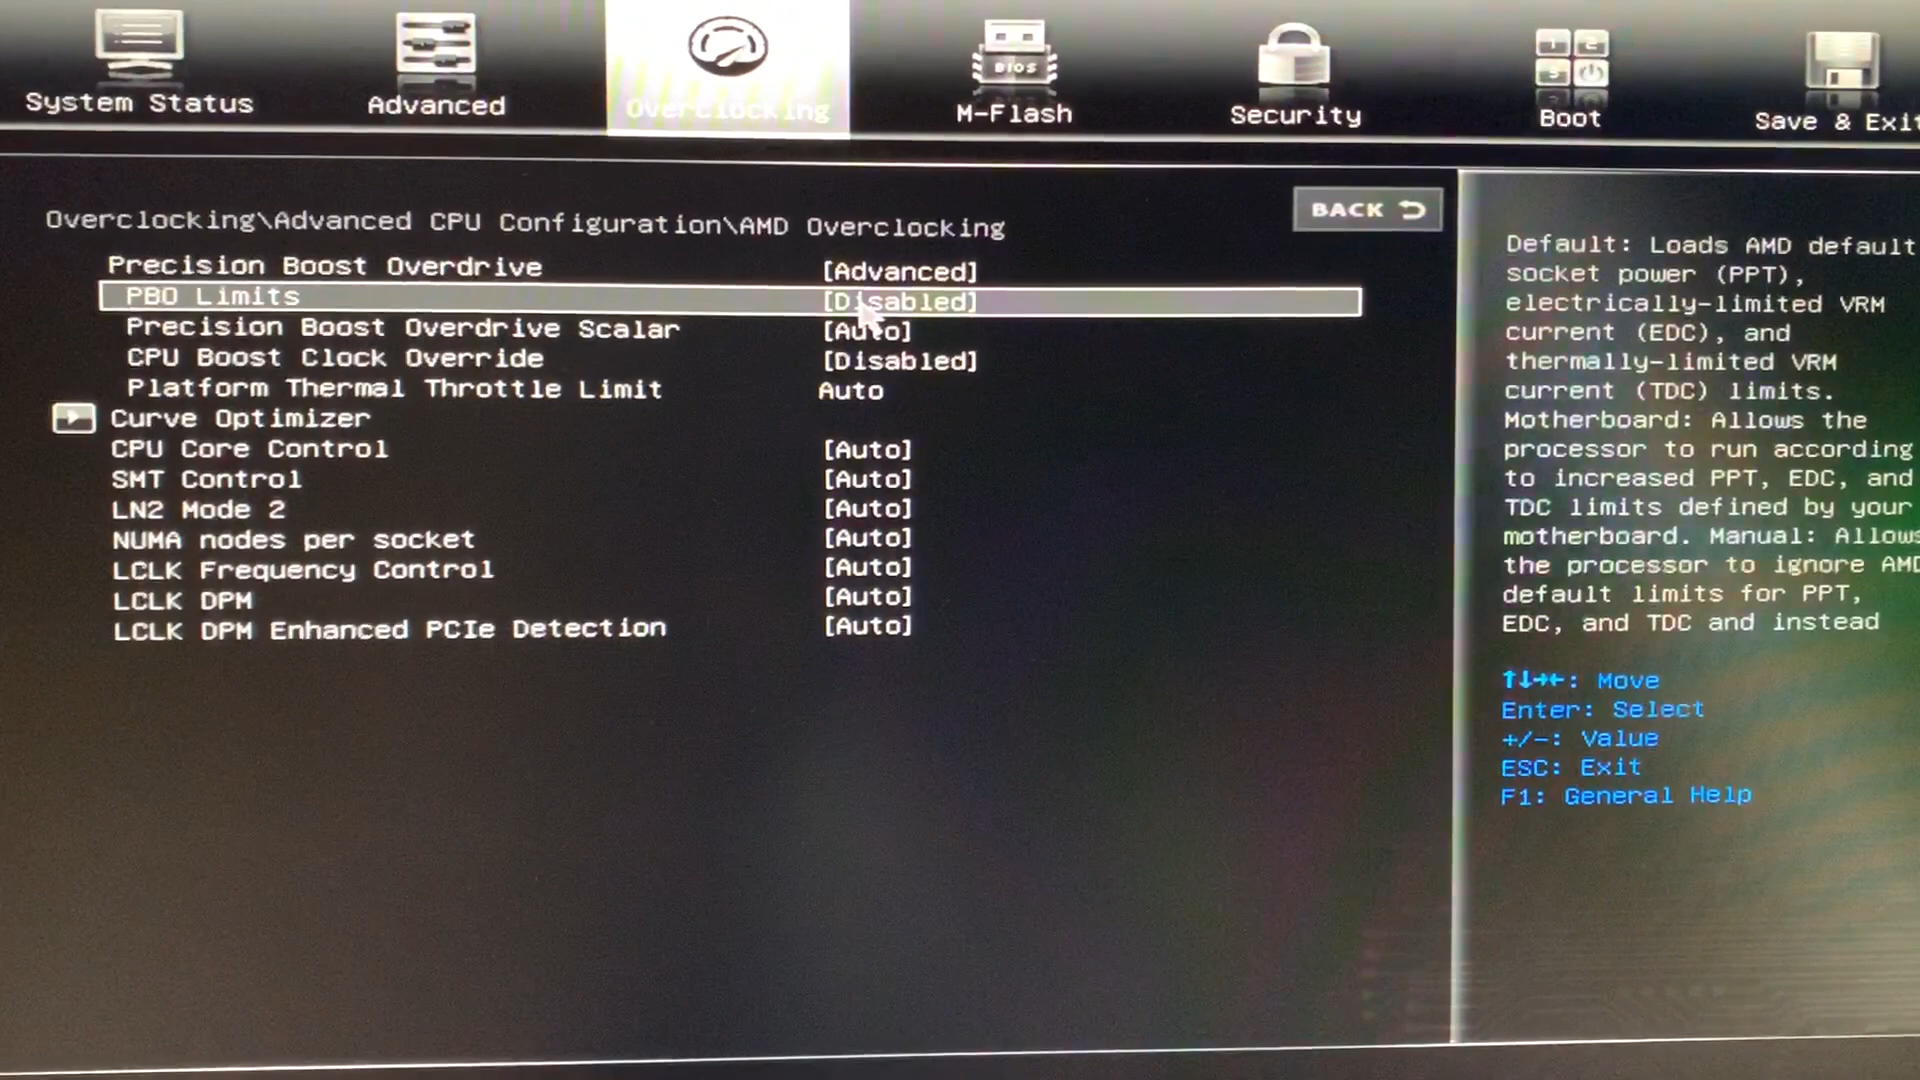 System Status
Advanced
Overclocking
BIOS
M-Flash
Security
1 2
Boot
Save & Exit
BACK
Overclocking\Advanced CPU Configuration\AMD Overclocking
Precision Boost Overdrive [Advanced]
PBO Limits [Disabled]
Precision Boost Overdrive Scalar [Auto]
CPU Boost Clock Override [Disabled]
Platform Thermal Throttle Limit Auto
Curve Optimizer
CPU Core Control [Auto]
SMT Control [Auto]
LN2 Mode 2 [Auto]
NUMA nodes per socket [Auto]
LCLK Frequency Control [Auto]
LCLK DPM [Auto]
LCLK DPM Enhanced PCIe Detection [Auto]
Default: Loads AMD default
socket power (PPT),
electrically-limited VRM
current (EDC), and
thermally-limited VRM
current (TDC) limits.
Motherboard: Allows the
processor to run according
to increased PPT, EDC, and
TDC limits defined by your
motherboard. Manual: Allows
the processor to ignore AMD
default limits for PPT,
EDC, and TDC and instead
↑↓→←: Move
Enter: Select
+/-: Value
ESC: Exit
F1: General Help